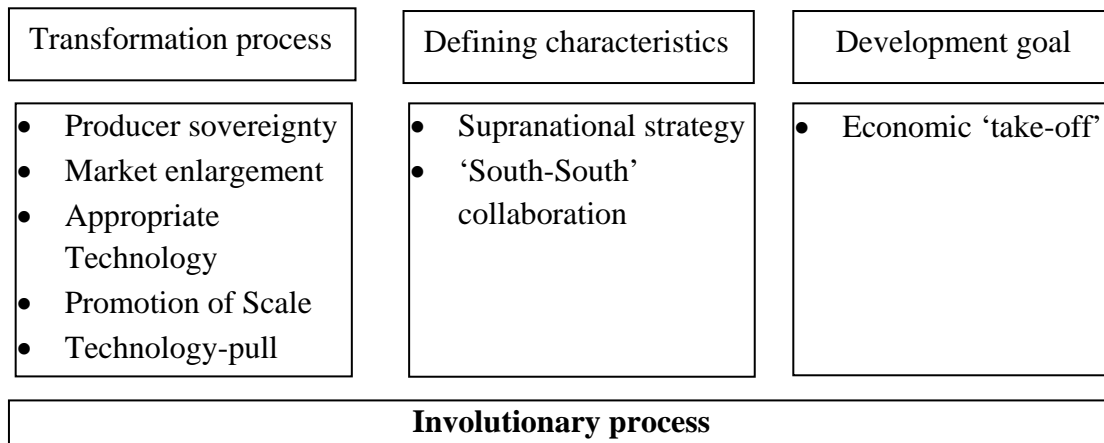 Transformation process
Defining characteristics
Development goal
• Producer sovereignty
• Market enlargement
• Appropriate
Technology
• Promotion of Scale
• Technology-pull
• Supranational strategy
• ‘South-South’
collaboration
• Economic ‘take-off’
Involutionary process